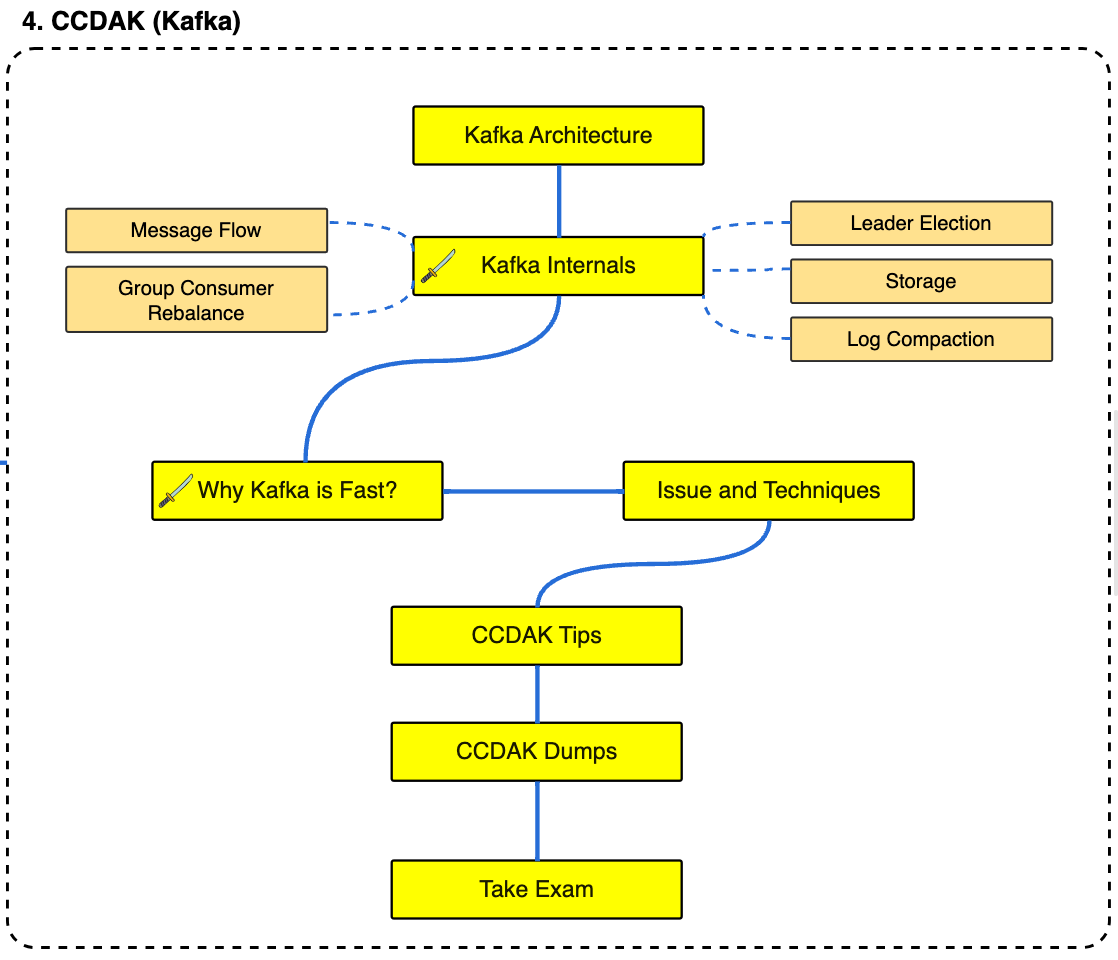 4. CCDAK (Kafka)
Kafka Architecture
Message Flow
Leader Election
Kafka Internals
Storage
Group Consumer
Rebalance
Log Compaction
Why Kafka is Fast?
Issue and Techniques
CCDAK Tips
CCDAK Dumps
Take Exam